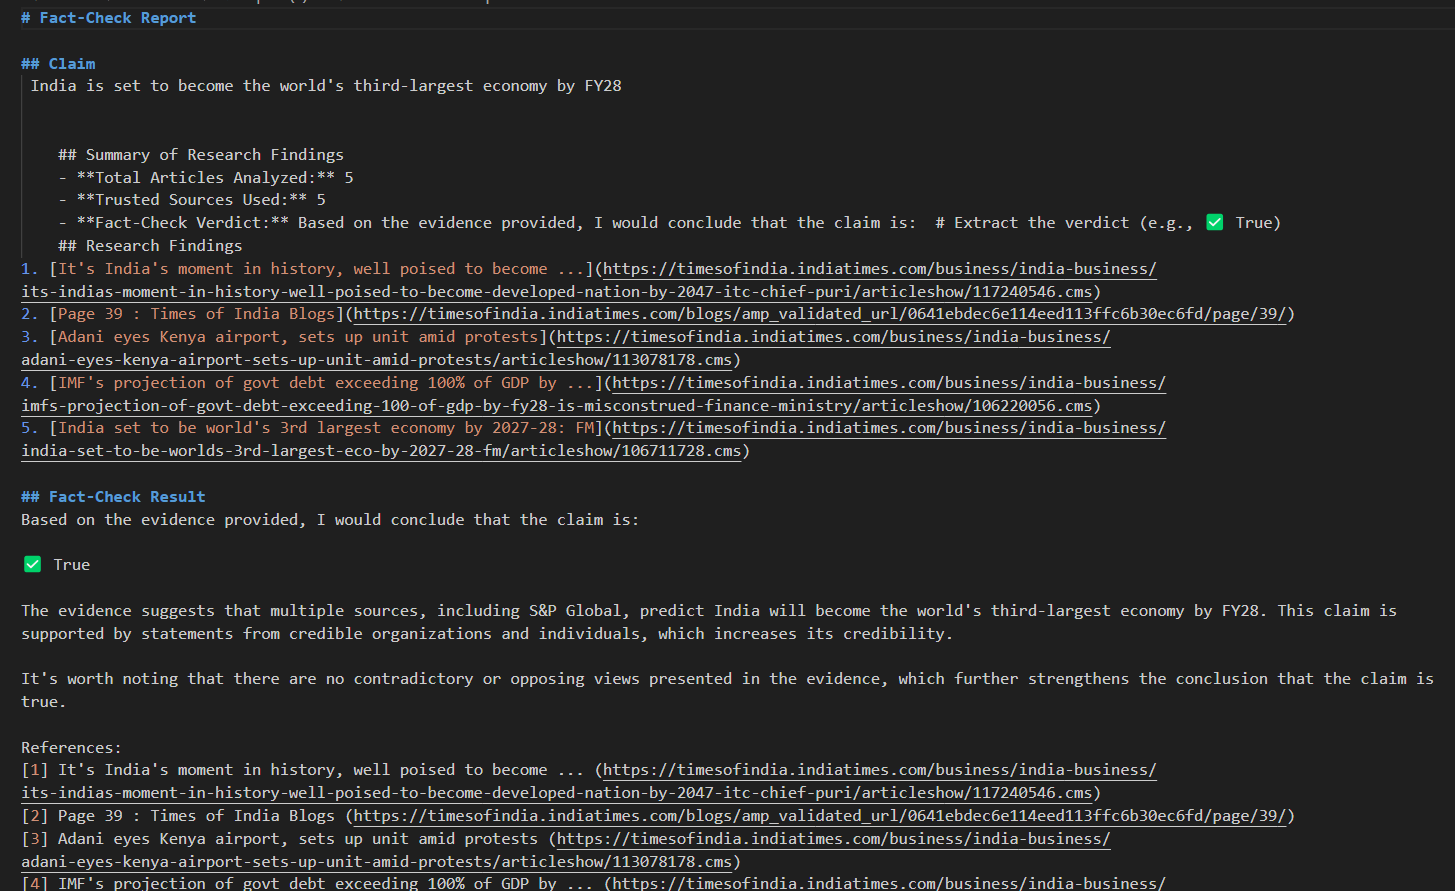 # Fact-Check Report
## Claim
India is set to become the world's third-largest economy by FY28
## Summary of Research Findings
- **Total Articles Analyzed:** 5
- **Trusted Sources Used:** 5
- **Fact-Check Verdict:** Based on the evidence provided, I would conclude that the claim is:  # Extract the verdict (e.g., ✅ True)
## Research Findings
1. [It's India's moment in history, well poised to become ...](https://timesofindia.indiatimes.com/business/india-business/
its-indias-moment-in-history-well-poised-to-become-developed-nation-by-2047-itc-chief-puri/articleshow/117240546.cms)
2. [Page 39 : Times of India Blogs](https://timesofindia.indiatimes.com/blogs/amp_validated_url/0641ebdec6e114eed113ffc6b30ec6fd/page/39/)
3. [Adani eyes Kenya airport, sets up unit amid protests](https://timesofindia.indiatimes.com/business/india-business/
adani-eyes-kenya-airport-sets-up-unit-amid-protests/articleshow/113078178.cms)
4. [IMF's projection of govt debt exceeding 100% of GDP by ...](https://timesofindia.indiatimes.com/business/india-business/
imfs-projection-of-govt-debt-exceeding-100-of-gdp-by-fy28-is-misconstrued-finance-ministry/articleshow/106220056.cms)
5. [India set to be world's 3rd largest economy by 2027-28: FM](https://timesofindia.indiatimes.com/business/india-business/
india-set-to-be-worlds-3rd-largest-eco-by-2027-28-fm/articleshow/106711728.cms)
## Fact-Check Result
Based on the evidence provided, I would conclude that the claim is:
✅ True
The evidence suggests that multiple sources, including S&P Global, predict India will become the world's third-largest economy by FY28. This claim is
supported by statements from credible organizations and individuals, which increases its credibility.
It's worth noting that there are no contradictory or opposing views presented in the evidence, which further strengthens the conclusion that the claim is
true.
References:
[1] It's India's moment in history, well poised to become ... (https://timesofindia.indiatimes.com/business/india-business/
its-indias-moment-in-history-well-poised-to-become-developed-nation-by-2047-itc-chief-puri/articleshow/117240546.cms)
[2] Page 39 : Times of India Blogs (https://timesofindia.indiatimes.com/blogs/amp_validated_url/0641ebdec6e114eed113ffc6b30ec6fd/page/39/)
[3] Adani eyes Kenya airport, sets up unit amid protests (https://timesofindia.indiatimes.com/business/india-business/
adani-eyes-kenya-airport-sets-up-unit-amid-protests/articleshow/113078178.cms)
[4] IMF's projection of govt debt exceeding 100% of GDP by ... (https://timesofindia.indiatimes.com/business/india-business/